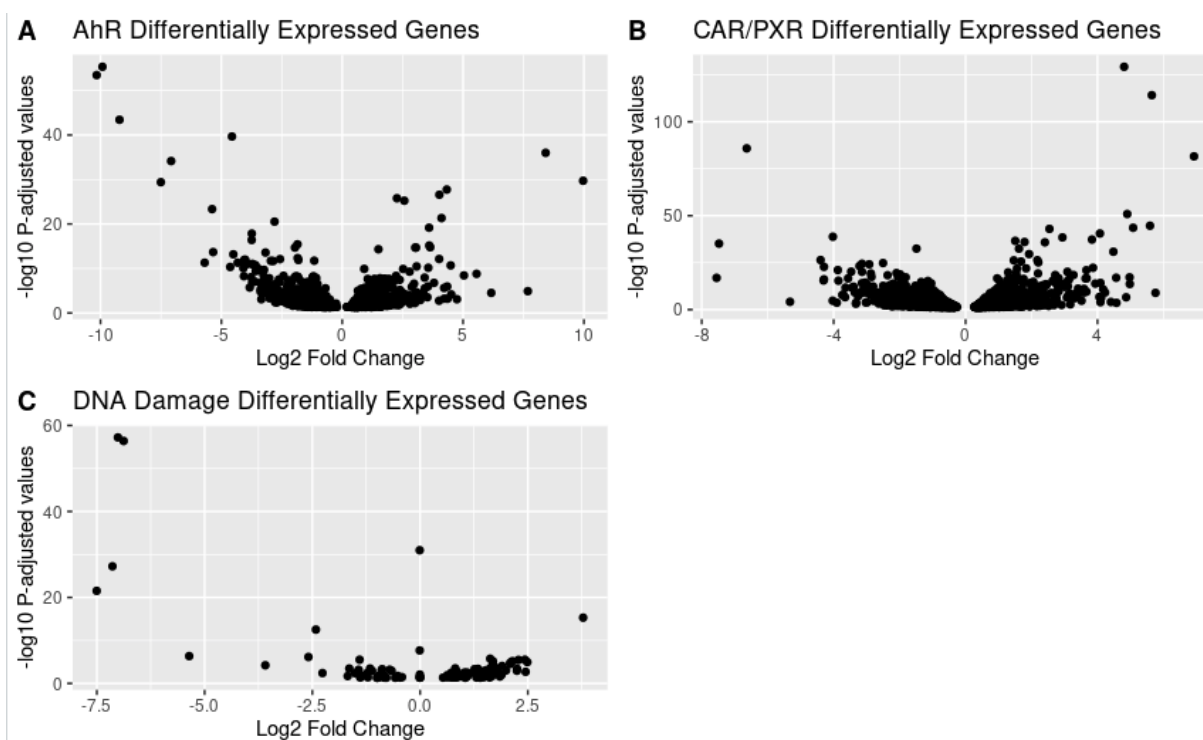 A AhR Differentially Expressed Genes
-log10 P-adjusted values
40
20
0
-10 -5 0 5 10
Log2 Fold Change
B CAR/PXR Differentially Expressed Genes
-log10 P-adjusted values
100
50
0
-8 -4 0 4
Log2 Fold Change
C DNA Damage Differentially Expressed Genes
-log10 P-adjusted values
60
40
20
0
-7.5 -5.0 -2.5 0.0 2.5
Log2 Fold Change